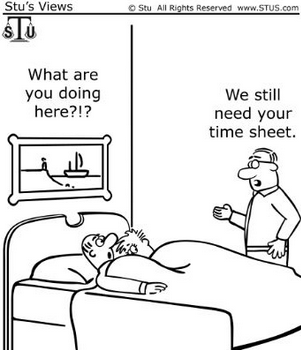 Stu's Views
© Stu All Rights Reserved www.STUS.com
STU
What are
you doing
here?!?
We still
need your
time sheet.